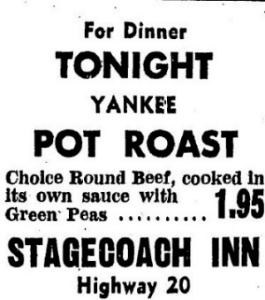 For Dinner
TONIGHT
YANKEE
POT ROAST
Choice Round Beef, cooked in
its own sauce with
Green Peas .......... 1.95
STAGECOACH INN
Highway 20